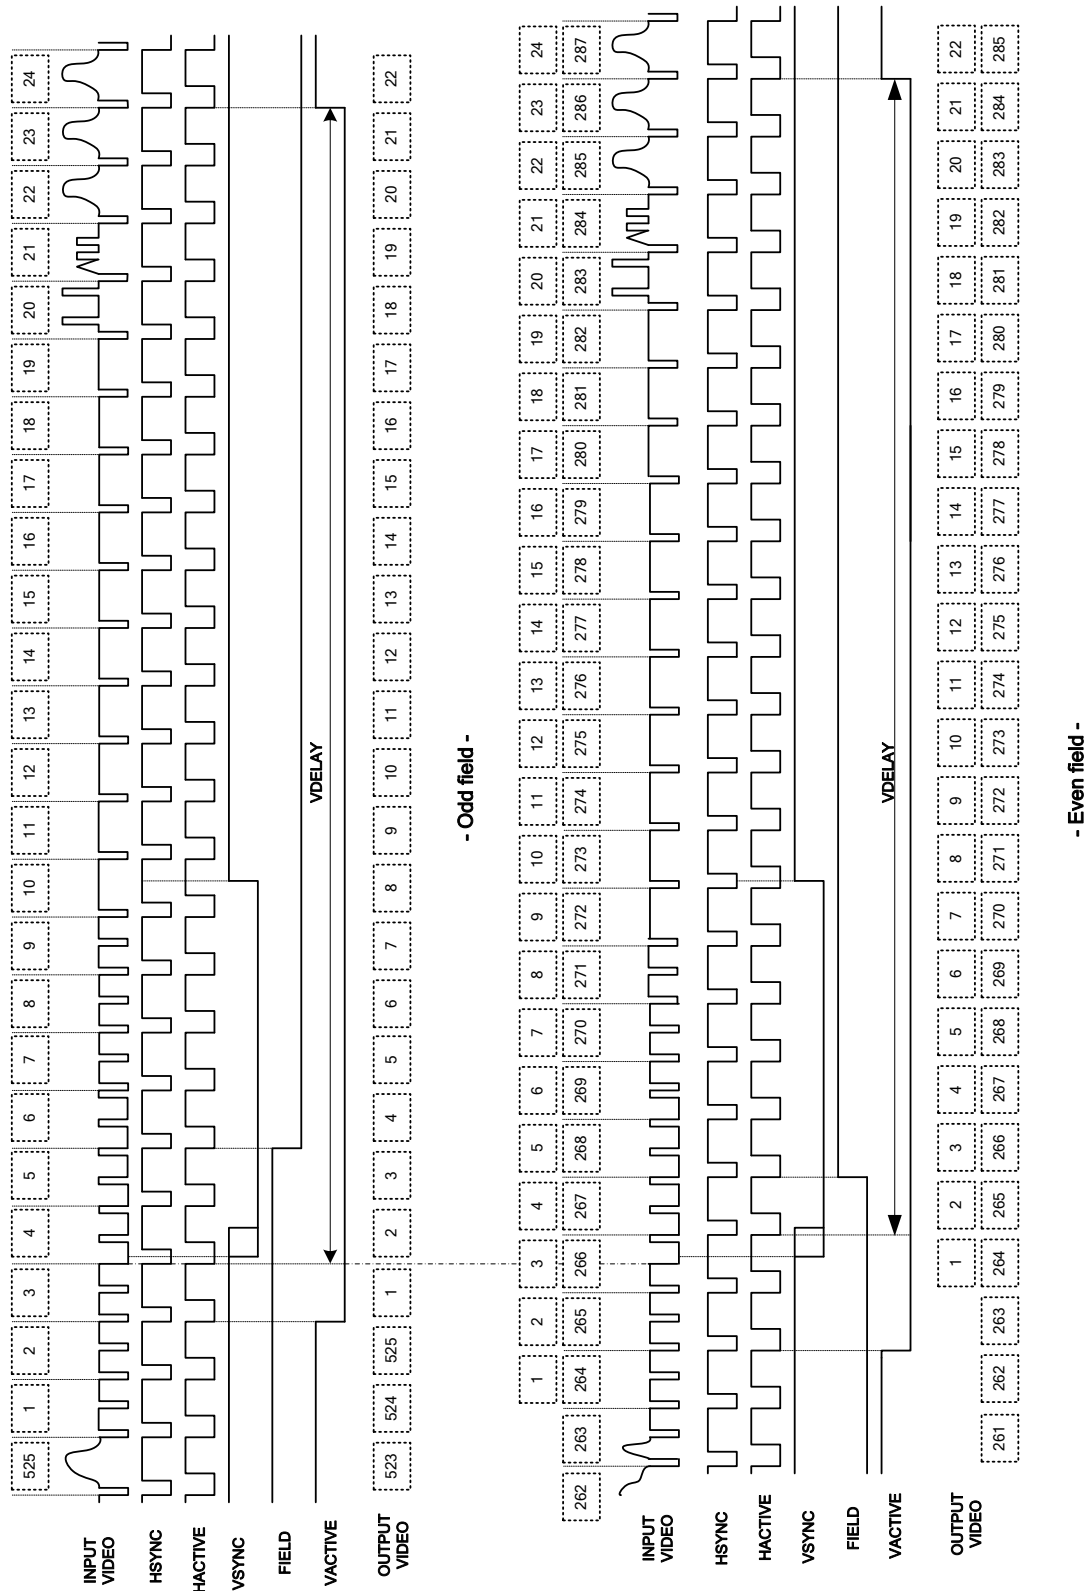 INPUT VIDEO
525 1 2 3 4 5 6 7 8 9 10 11 12 13 14 15 16 17 18 19 20 21 22 23 24
HSYNC
HACTIVE
VSYNC
FIELD
VACTIVE
VDELAY
OUTPUT VIDEO
523 524 525 1 2 3 4 5 6 7 8 9 10 11 12 13 14 15 16 17 18 19 20 21 22
- Odd field -
1 2 3 4 5 6 7 8 9 10 11 12 13 14 15 16 17 18 19 20 21 22 23 24
262 263 264 265 266 267 268 269 270 271 272 273 274 275 276 277 278 279 280 281 282 283 284 285 286 287
INPUT VIDEO
HSYNC
HACTIVE
VSYNC
FIELD
VACTIVE
VDELAY
OUTPUT VIDEO
1 2 3 4 5 6 7 8 9 10 11 12 13 14 15 16 17 18 19 20 21 22
261 262 263 264 265 266 267 268 269 270 271 272 273 274 275 276 277 278 279 280 281 282 283 284 285
- Even field -